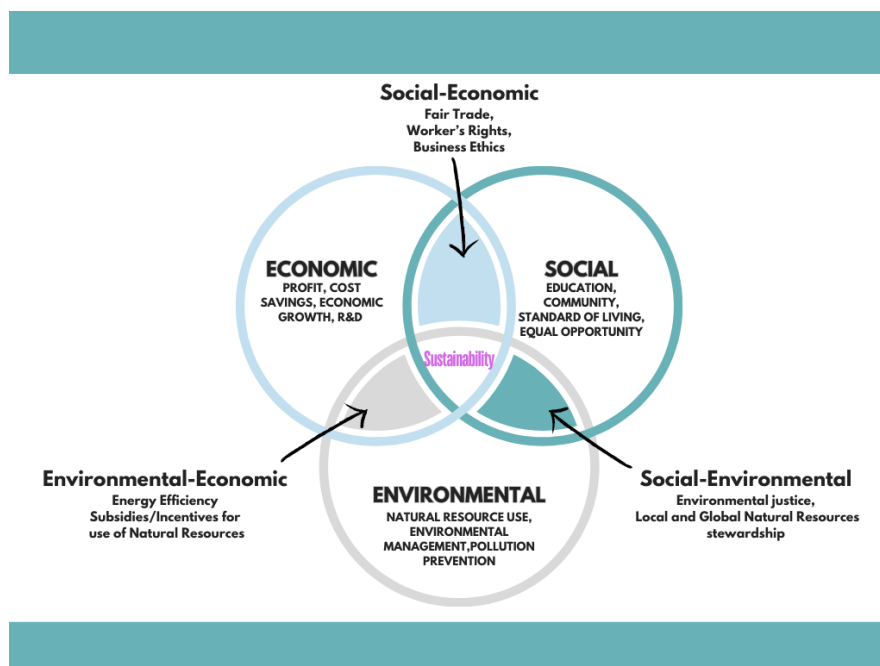 Social-Economic
Fair Trade,
Worker's Rights,
Business Ethics
ECONOMIC
PROFIT, COST
SAVINGS, ECONOMIC
GROWTH, R&D
SOCIAL
EDUCATION,
COMMUNITY,
STANDARD OF LIVING,
EQUAL OPPORTUNITY
Sustainability
Environmental-Economic
Energy Efficiency
Subsidies/Incentives for
use of Natural Resources
ENVIRONMENTAL
NATURAL RESOURCE USE,
ENVIRONMENTAL
MANAGEMENT,POLLUTION
PREVENTION
Social-Environmental
Environmental justice,
Local and Global Natural Resources
stewardship